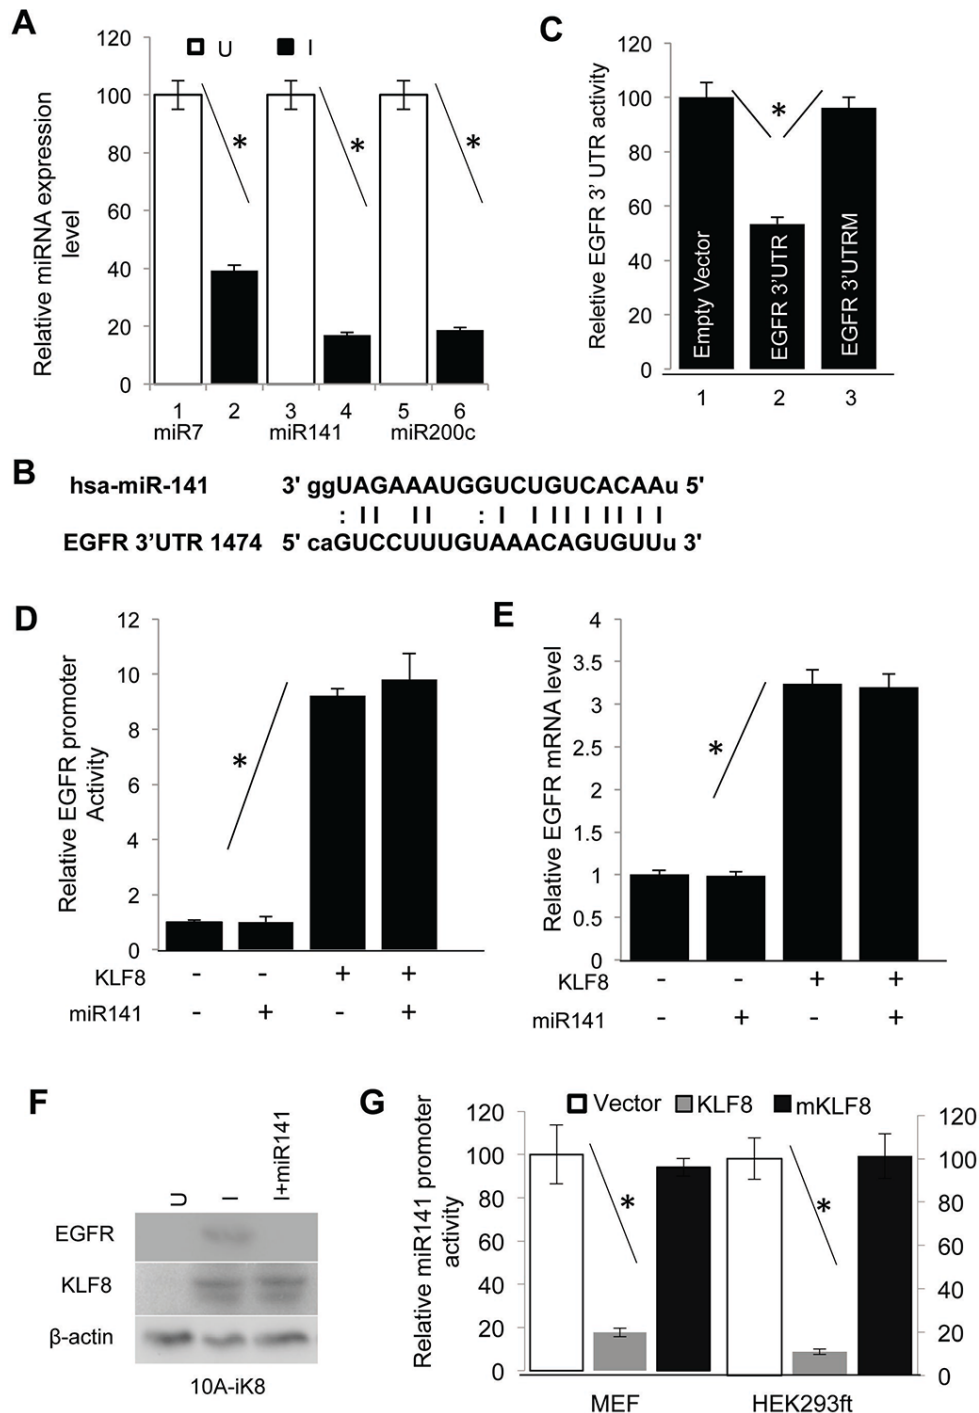 A
120
100
80
60
40
20
0
Relative miRNA expression
level
U I
* * *
1 2 3 4 5 6
miR7 miR141 miR200c
C
120
100
80
60
40
20
0
Reletive EGFR 3' UTR activity
*
Empty Vector
EGFR 3'UTR
EGFR 3'UTRM
1 2 3
B
hsa-miR-141 3' ggUAGAAAUGGUCUGUCACAAu 5'
: I I I I : I I I I I I I I I
EGFR 3'UTR 1474 5' caGUCCUUUGUAAACAGUGUUu 3'
D
12
10
8
6
4
2
0
Relative EGFR promoter
Activity
*
KLF8 - - + +
miR141 - + - +
E
4
3.5
3
2.5
2
1
0.5
0
Relative EGFR mRNA level
*
KLF8 - - + +
miR141 - + - +
F
U I I+miR141
EGFR
KLF8
β-actin
10A-iK8
G
Vector KLF8 mKLF8
120
100
80
60
40
20
0
Relative miR141 promoter
activity
* *
120
100
80
60
40
20
0
MEF HEK293ft